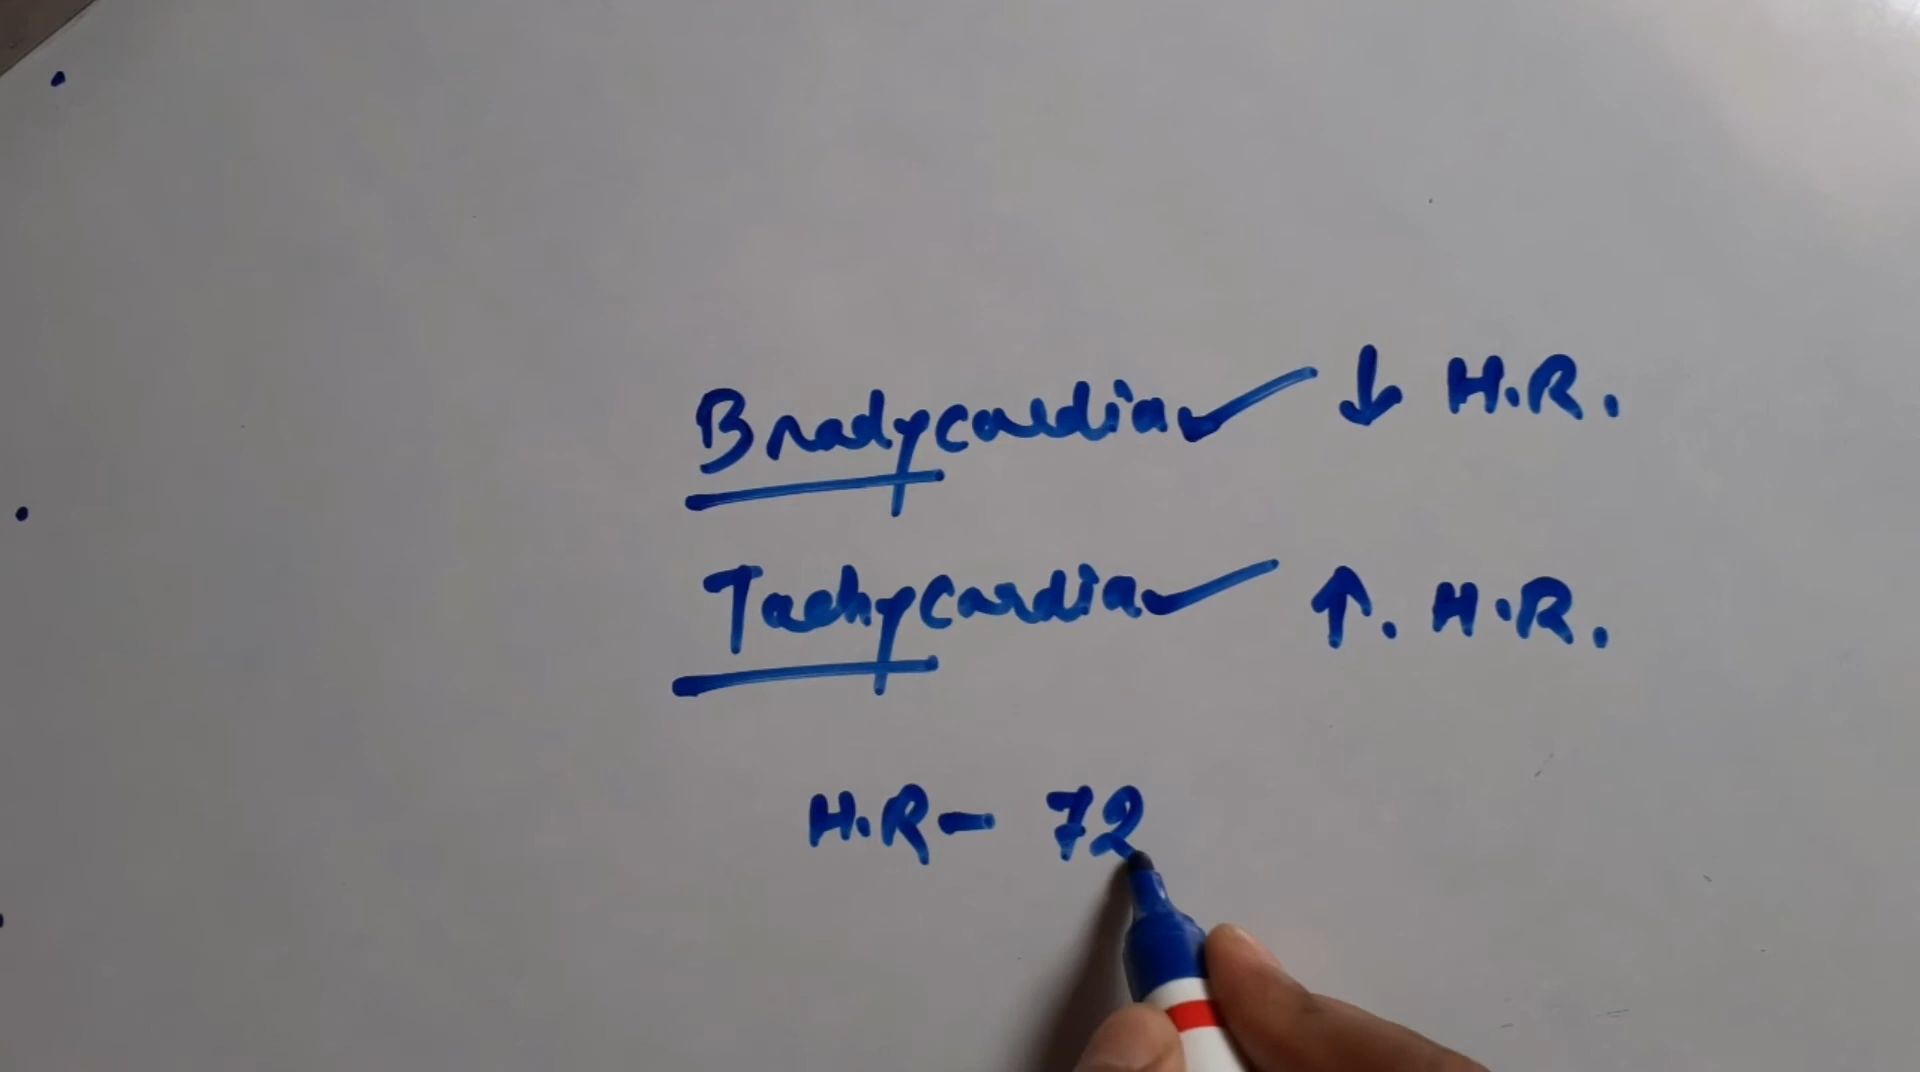 Bradycardia ✓ ↓ H.R.
Tachycardia ✓ ↑. H.R.
H.R - 72